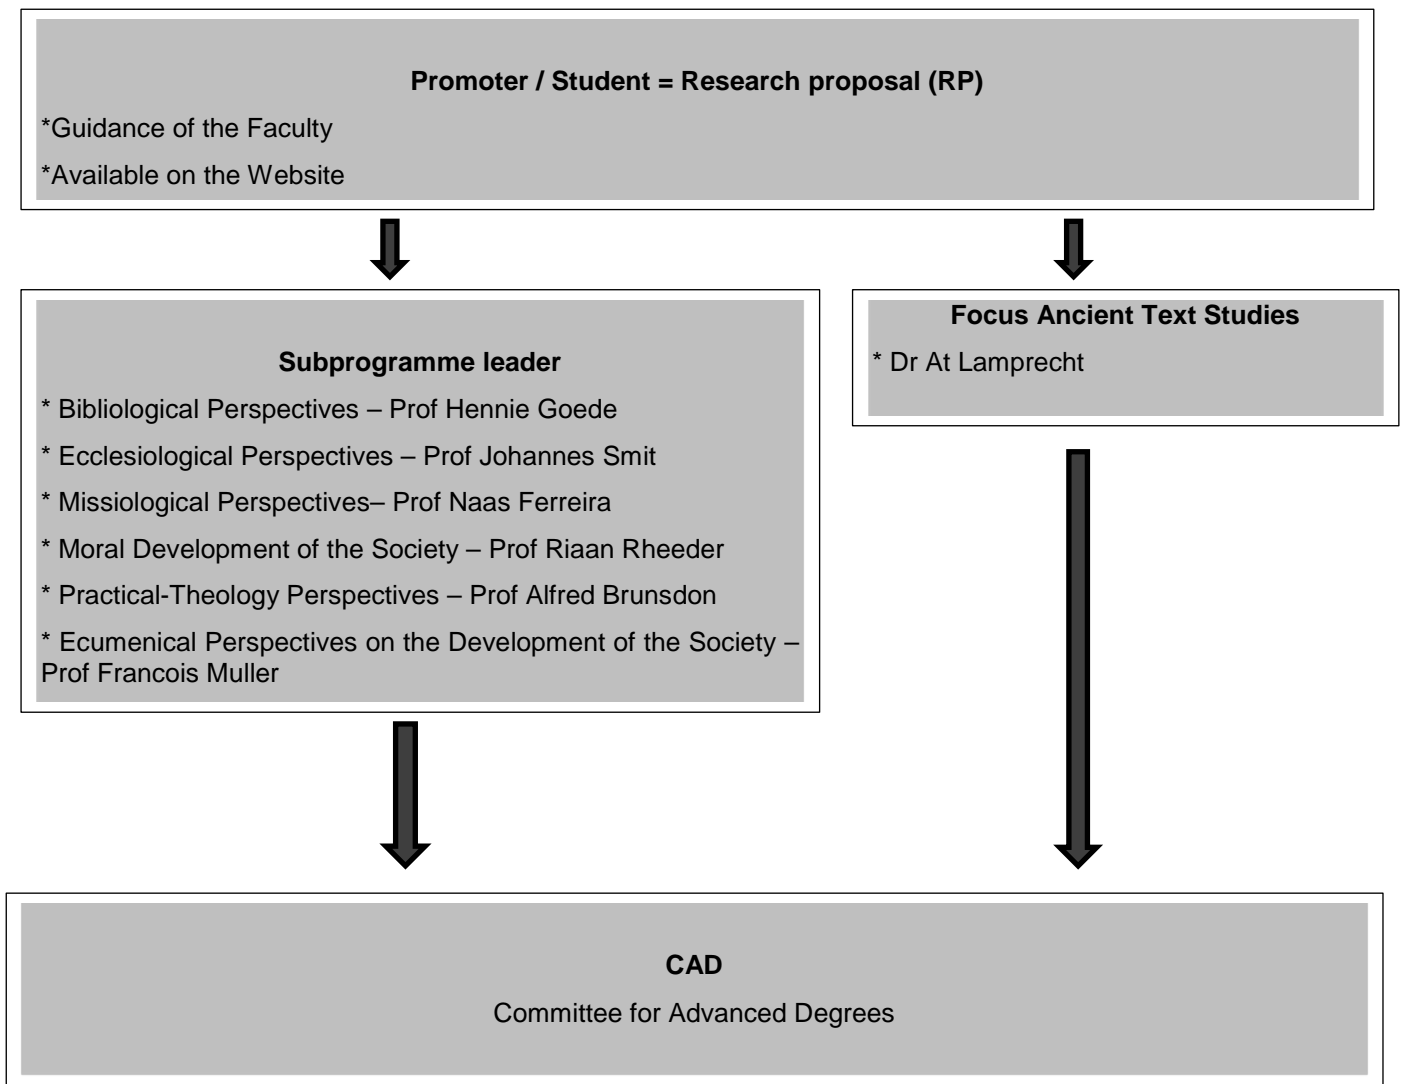 Promoter / Student = Research proposal (RP)
*Guidance of the Faculty
*Available on the Website
Subprogramme leader
* Bibliological Perspectives – Prof Hennie Goede
* Ecclesiological Perspectives – Prof Johannes Smit
* Missiological Perspectives– Prof Naas Ferreira
* Moral Development of the Society – Prof Riaan Rheeder
* Practical-Theology Perspectives – Prof Alfred Brunsdon
* Ecumenical Perspectives on the Development of the Society –
Prof Francois Muller
Focus Ancient Text Studies
* Dr At Lamprecht
CAD
Committee for Advanced Degrees